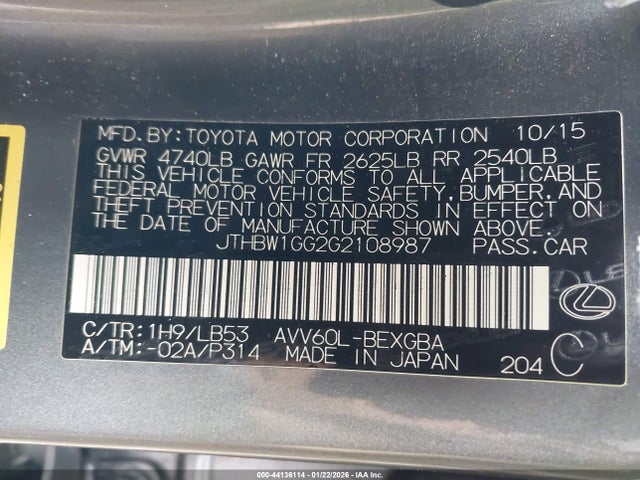 MFD. BY: TOYOTA MOTOR CORPORATION 10/15
GVWR 4740LB GAWR FR 2625LB RR 2540LB
THIS VEHICLE CONFORMS TO ALL APPLICABLE
FEDERAL MOTOR VEHICLE SAFETY, BUMPER, AND
THEFT PREVENTION STANDARDS IN EFFECT ON
THE DATE OF MANUFACTURE SHOWN ABOVE.
JTHBW1GG2G2108987 PASS.CAR
C/TR: 1H9/LB53 AVV60L-BEXGBA
A/TM: -02A/P314 MADE IN JAPAN 204 C
000-44136114 - 01/22/2026 - IAA Inc.